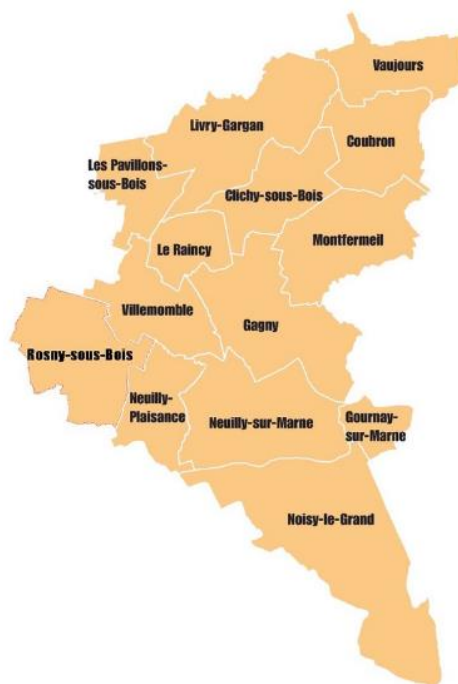 Vaujours
Livry-Gargan
Coubron
Les Pavillons-
sous-Bois
Clichy-sous-Bois
Montfermeil
Le Raincy
Villemomble
Gagny
Rosny-sous-Bois
Neuilly-
Plaisance
Neuilly-sur-Marne
Gournay-
sur-Marne
Noisy-le-Grand